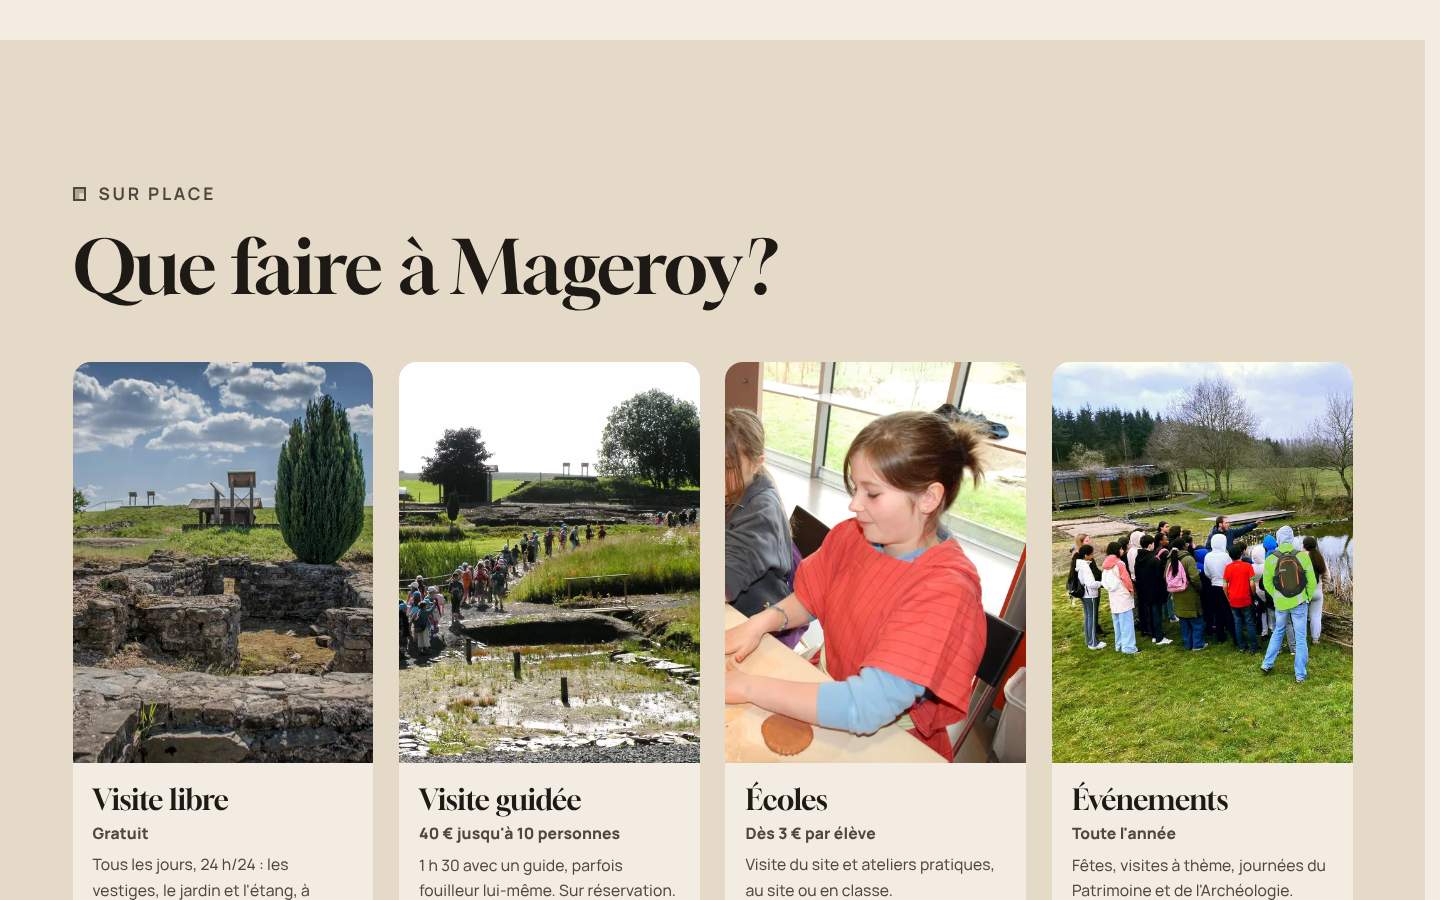 SUR PLACE
Que faire à Mageroy ?
Visite libre
Gratuit
Tous les jours, 24 h/24 : les
vestiges, le jardin et l'étang, à
Visite guidée
40 € jusqu'à 10 personnes
1 h 30 avec un guide, parfois
fouilleur lui-même. Sur réservation.
Écoles
Dès 3 € par élève
Visite du site et ateliers pratiques,
au site ou en classe.
Événements
Toute l'année
Fêtes, visites à thème, journées du
Patrimoine et de l'Archéologie.